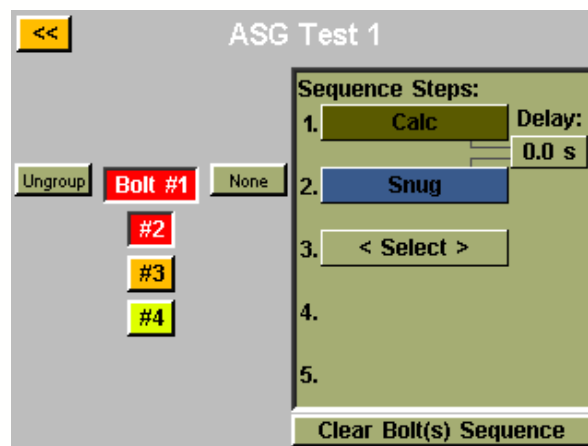 <<
ASG Test 1
Sequence Steps:
1. Calc
Delay:
0.0 s
Ungroup
Bolt #1
None
2. Snug
#2
3. < Select >
#3
#4
4.
5.
Clear Bolt(s) Sequence